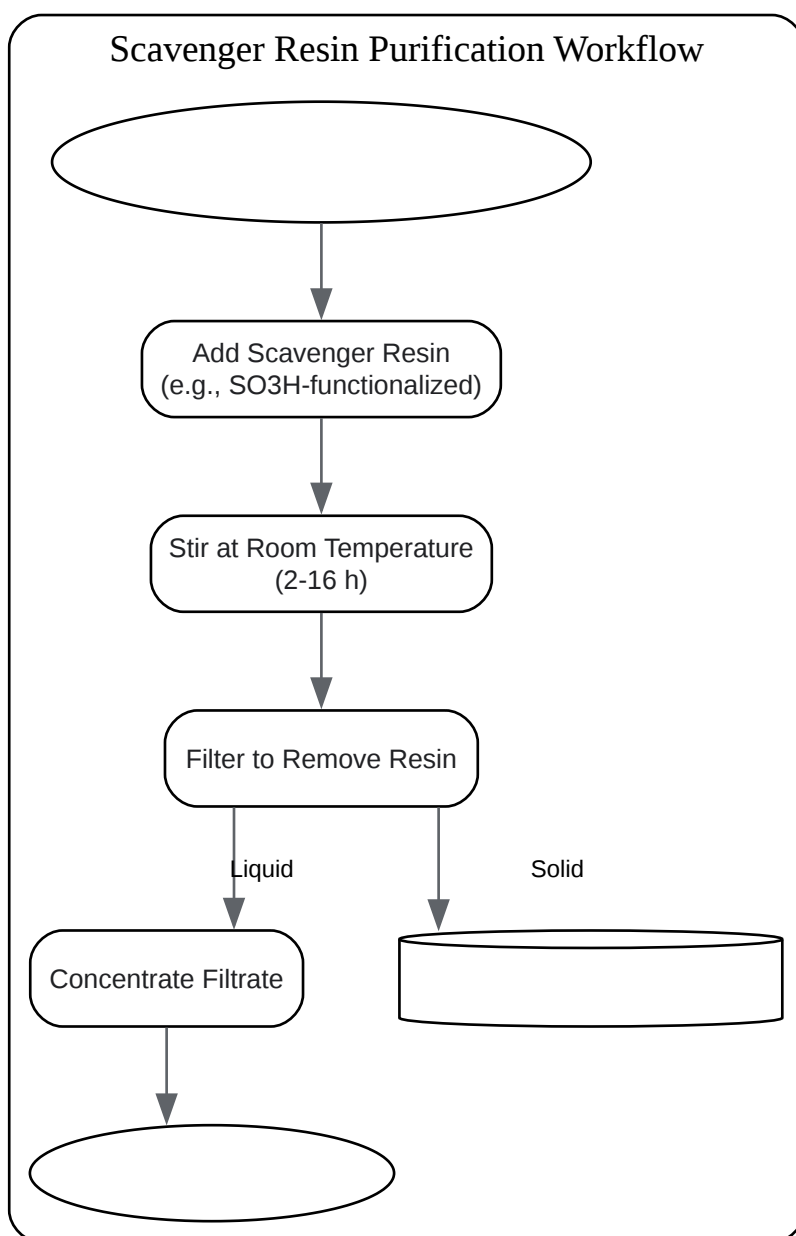 Scavenger Resin Purification Workflow
Add Scavenger Resin
(e.g., SO3H-functionalized)
Stir at Room Temperature
(2-16 h)
Filter to Remove Resin
Liquid
Solid
Concentrate Filtrate